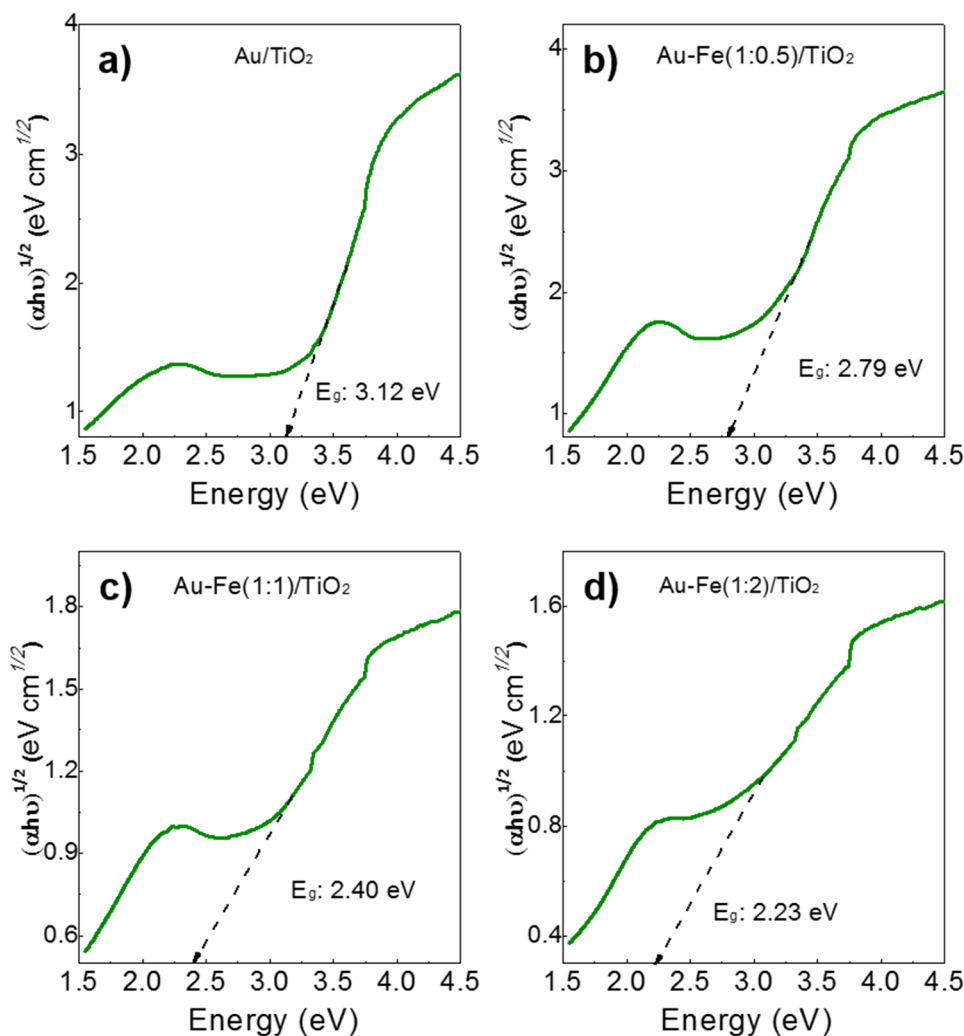 a)
Au/TiO₂
(αhυ)^1/2 (eV cm^1/2)
4
3
2
1
1.5 2.0 2.5 3.0 3.5 4.0 4.5
Energy (eV)
Eg: 3.12 eV
b)
Au-Fe(1:0.5)/TiO₂
(αhυ)^1/2 (eV cm^1/2)
4
3
2
1
1.5 2.0 2.5 3.0 3.5 4.0 4.5
Energy (eV)
Eg: 2.79 eV
c)
Au-Fe(1:1)/TiO₂
(αhυ)^1/2 (eV cm^1/2)
1.8
1.5
1.2
0.9
0.6
1.5 2.0 2.5 3.0 3.5 4.0 4.5
Energy (eV)
Eg: 2.40 eV
d)
Au-Fe(1:2)/TiO₂
(αhυ)^1/2 (eV cm^1/2)
1.6
1.2
0.8
0.4
1.5 2.0 2.5 3.0 3.5 4.0 4.5
Energy (eV)
Eg: 2.23 eV